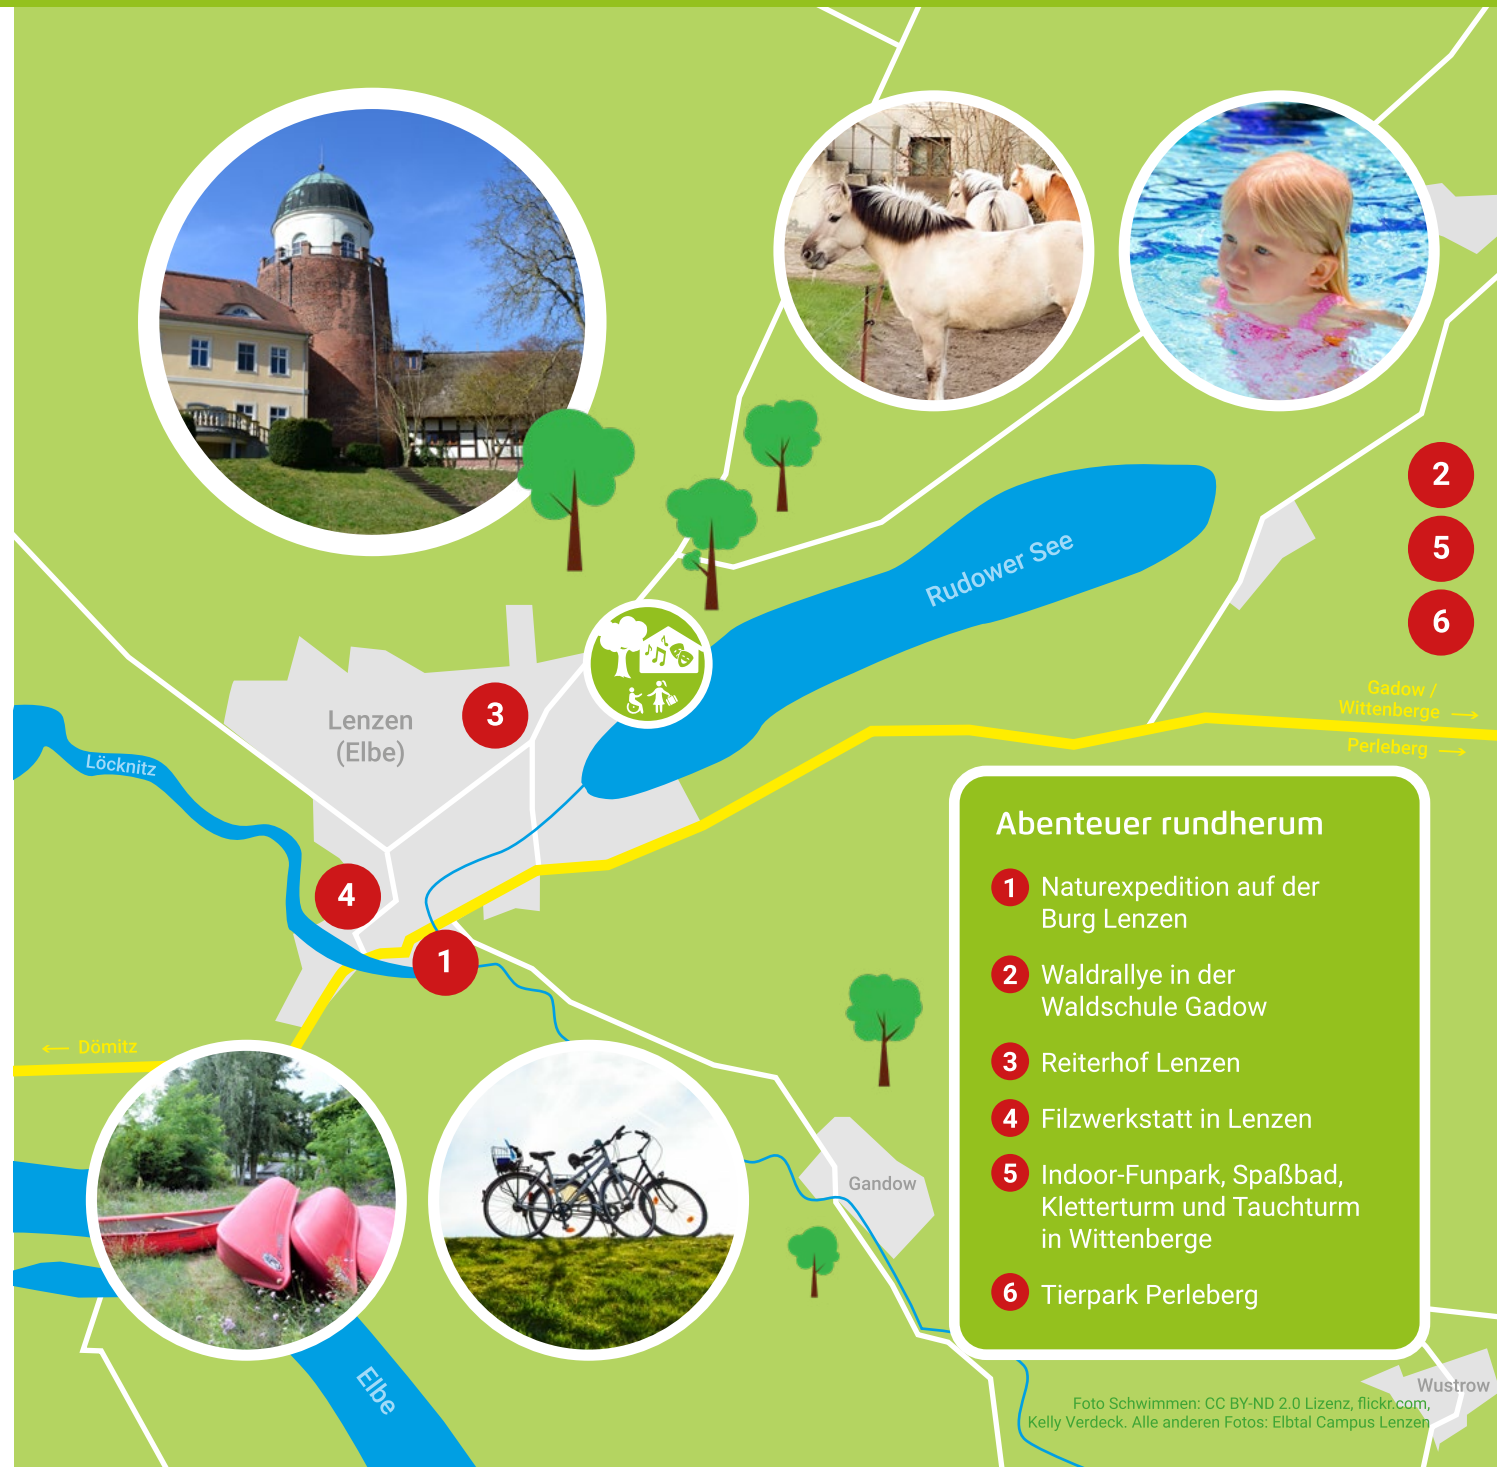 2
5
6
Rudower See
Gadow /
Wittenberge →
Perleberg →
Lenzen
(Elbe)
3
Löcknitz
4
1
← Dömitz
Gandow
Elbe
Wustrow
Abenteuer rundherum
1 Naturexpedition auf der
Burg Lenzen
2 Waldrallye in der
Waldschule Gadow
3 Reiterhof Lenzen
4 Filzwerkstatt in Lenzen
5 Indoor-Funpark, Spaßbad,
Kletterturm und Tauchturm
in Wittenberge
6 Tierpark Perleberg
Foto Schwimmen: CC BY-ND 2.0 Lizenz, flickr.com,
Kelly Verdeck. Alle anderen Fotos: Elbtal Campus Lenzen